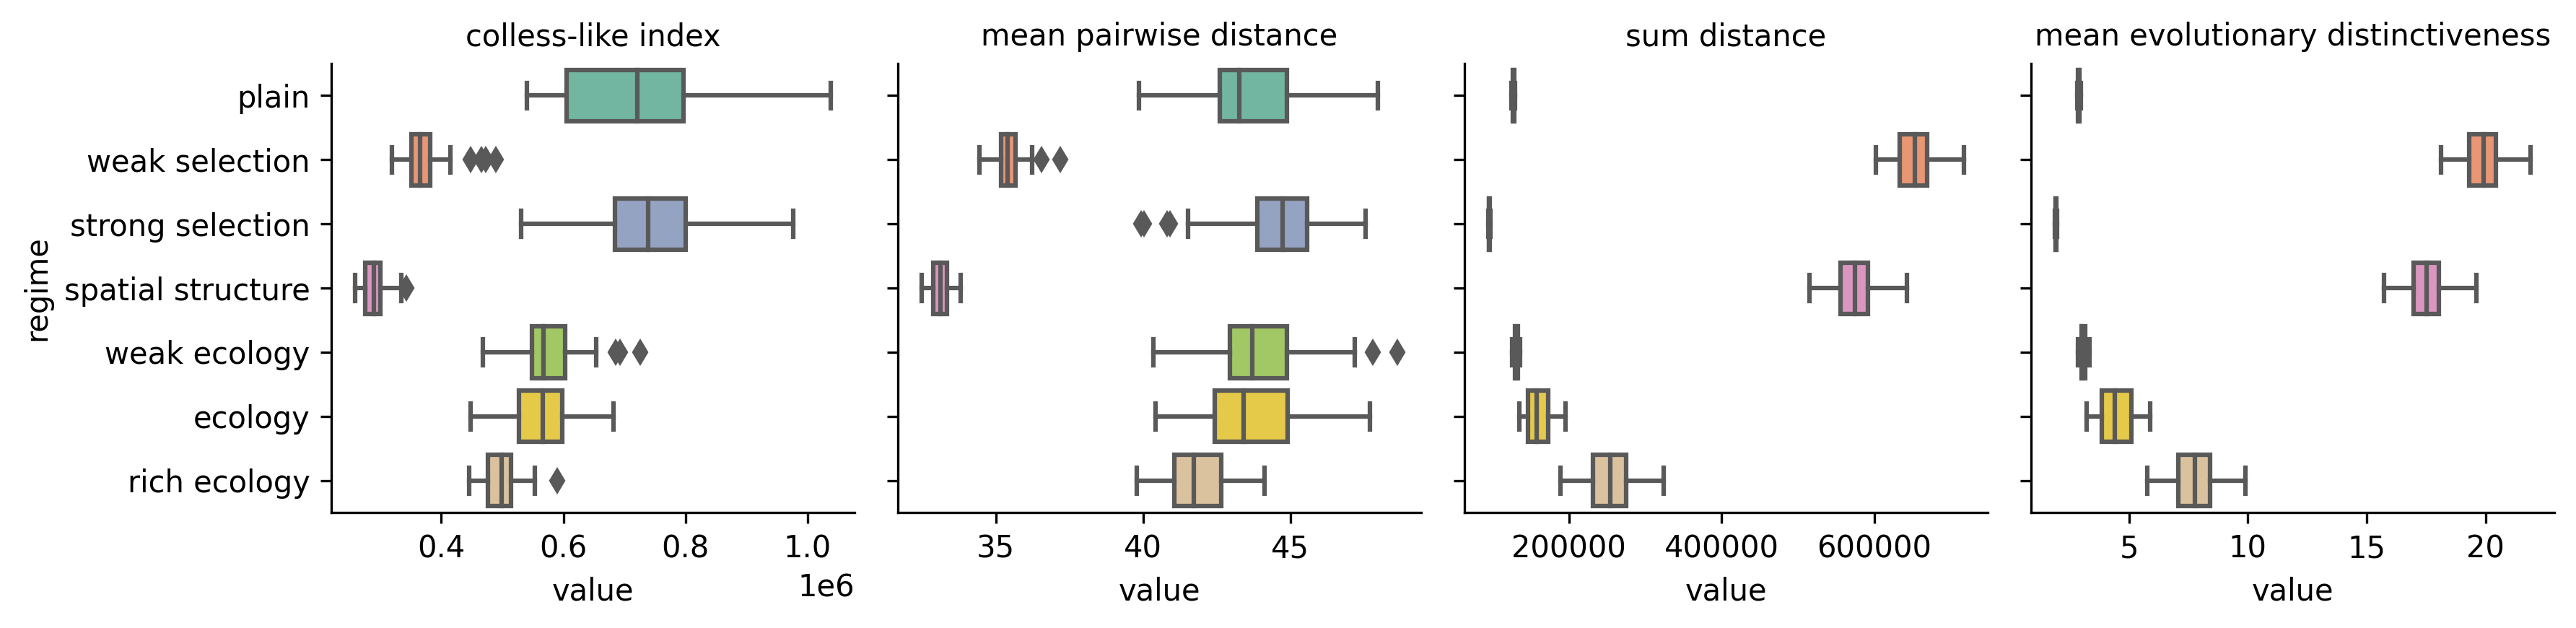 colless-like index
mean pairwise distance
sum distance
mean evolutionary distinctiveness
regime
plain
weak selection
strong selection
spatial structure
weak ecology
ecology
rich ecology
0.4 0.6 0.8 1.0
1e6
value
35 40 45
value
200000 400000 600000
value
5 10 15 20
value